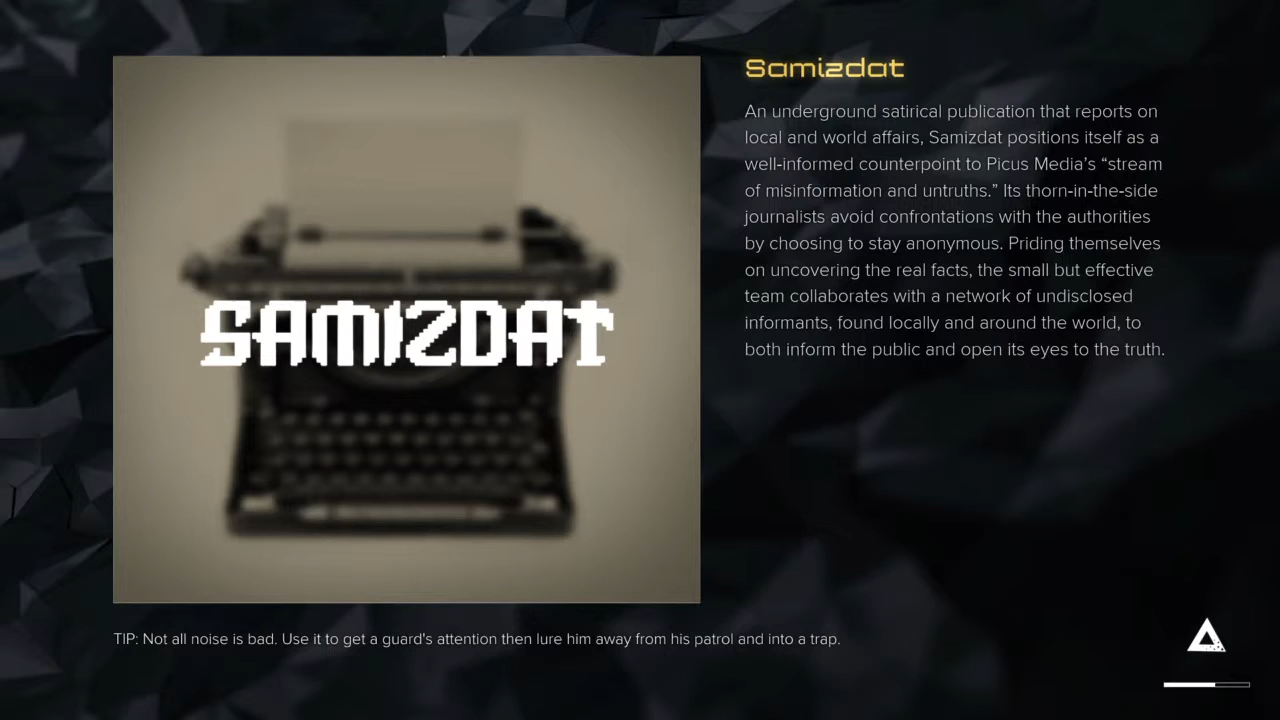 SAMIZDAT
Samizdat
An underground satirical publication that reports on
local and world affairs, Samizdat positions itself as a
well-informed counterpoint to Picus Media's “stream
of misinformation and untruths.” Its thorn-in-the-side
journalists avoid confrontations with the authorities
by choosing to stay anonymous. Priding themselves
on uncovering the real facts, the small but effective
team collaborates with a network of undisclosed
informants, found locally and around the world, to
both inform the public and open its eyes to the truth.
TIP: Not all noise is bad. Use it to get a guard's attention then lure him away from his patrol and into a trap.